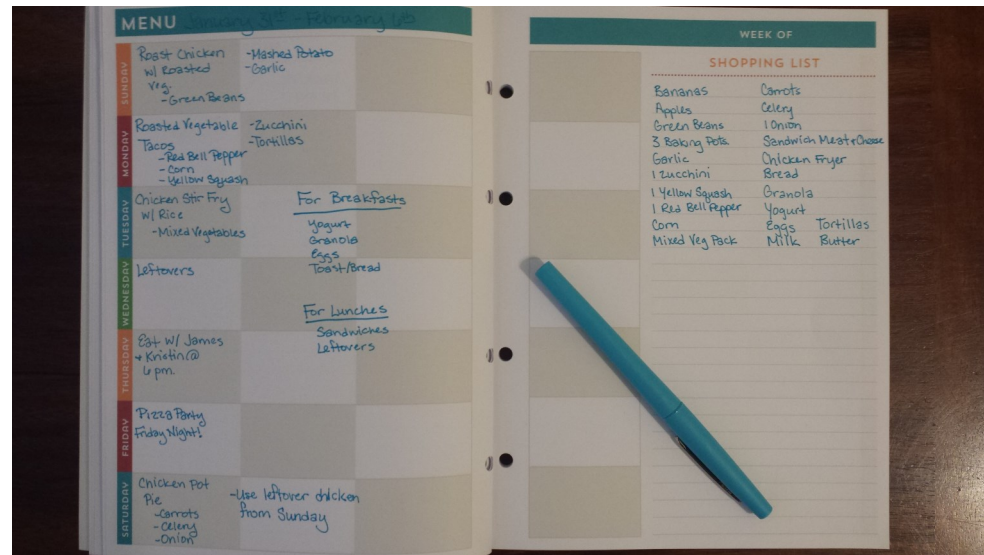 MENU January 31st - February 6th
SUNDAY
Roast Chicken
w/ Roasted
veg.
- Green Beans
- Mashed Potato
- Garlic
MONDAY
Roasted Vegetable
Tacos
- Red Bell Pepper
- Corn
- Yellow Squash
- Zucchini
- Tortillas
TUESDAY
Chicken Stir Fry
w/ Rice
- Mixed Vegetables
For Breakfasts
Yogurt
Granola
Eggs
Toast/Bread
WEDNESDAY
Leftovers
For Lunches
Sandwiches
Leftovers
THURSDAY
Eat w/ James
+ Kristin @
6 pm.
FRIDAY
Pizza Party
Friday Night!
SATURDAY
Chicken Pot
Pie
- Carrots
- Celery
- Onion
- Use leftover chicken
from Sunday
WEEK OF
SHOPPING LIST
Bananas Carrots
Apples Celery
Green Beans 1 Onion
3 Baking Pots. Sandwich Meat + Cheese
Garlic Chicken Fryer
1 Zucchini Bread
1 Yellow Squash Granola
1 Red Bell Pepper Yogurt
Corn Eggs Tortillas
Mixed Veg Pack Milk Butter